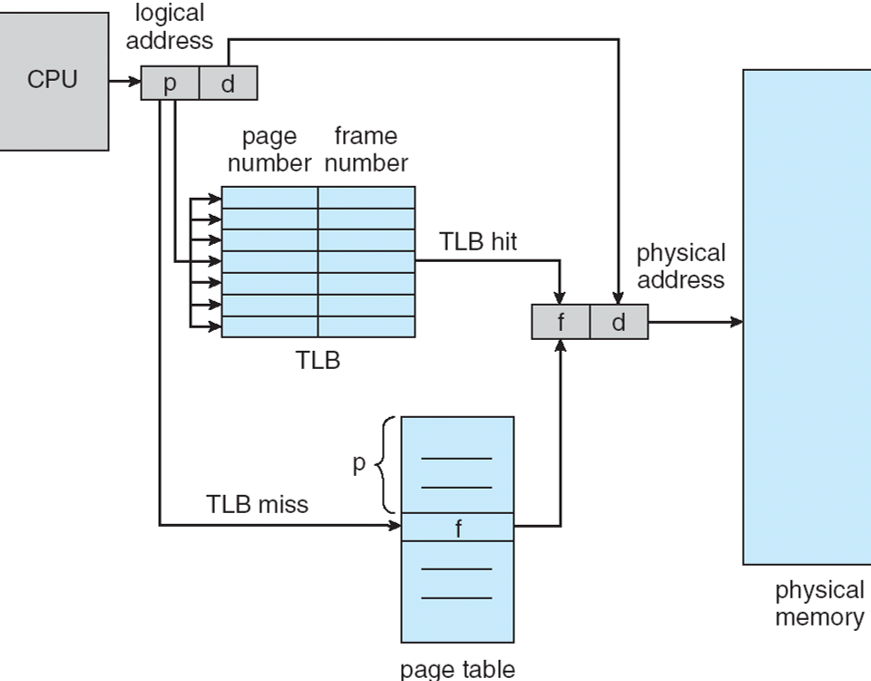 logical
address
CPU
p
d
page
number
frame
number
TLB hit
TLB
physical
address
f
d
p
TLB miss
f
page table
physical
memory